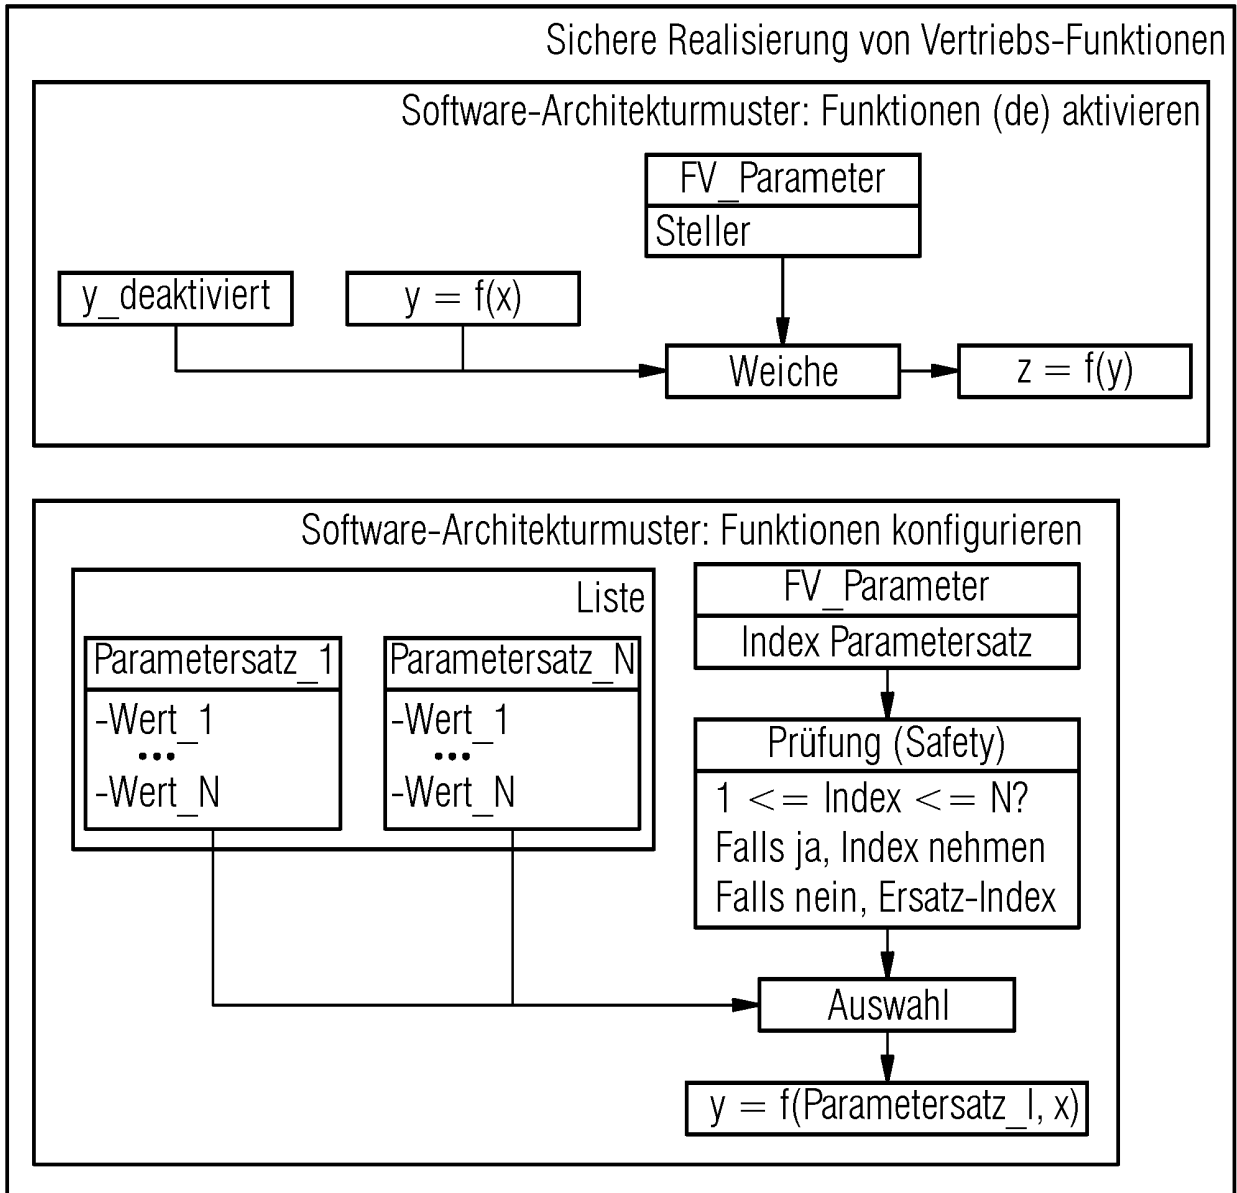 Sichere Realisierung von Vertriebs-Funktionen
Software-Architekturmuster: Funktionen (de) aktivieren
FV_Parameter
Steller
y_deaktiviert
y = f(x)
Weiche
z = f(y)
Software-Architekturmuster: Funktionen konfigurieren
Liste
Parametersatz_1
-Wert_1
...
-Wert_N
Parametersatz_N
-Wert_1
...
-Wert_N
FV_Parameter
Index Parametersatz
Prüfung (Safety)
1 <= Index <= N?
Falls ja, Index nehmen
Falls nein, Ersatz-Index
Auswahl
y = f(Parametersatz_I, x)